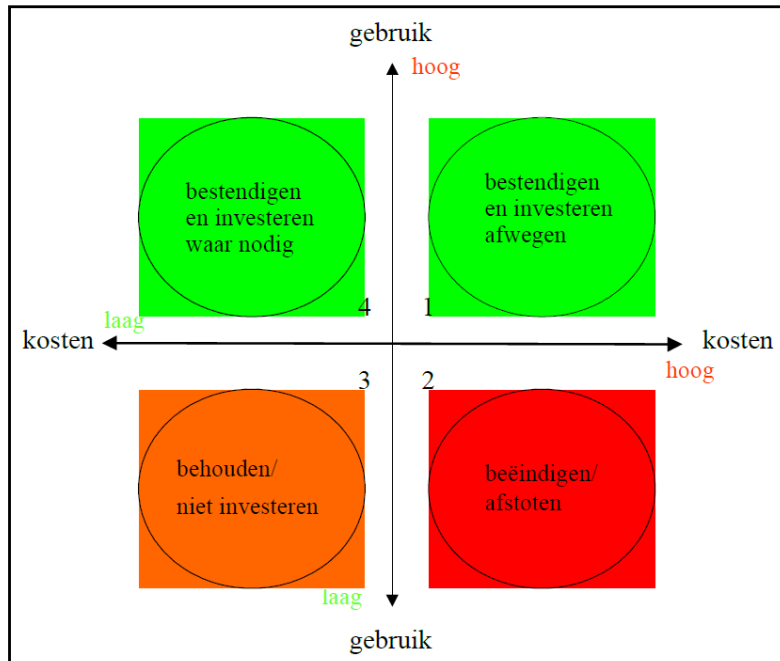 gebruik
hoog
bestendigen
en investeren
waar nodig
bestendigen
en investeren
afwegen
4
1
laag
kosten
kosten
hoog
3
2
behouden/
niet investeren
beëindigen/
afstoten
laag
gebruik